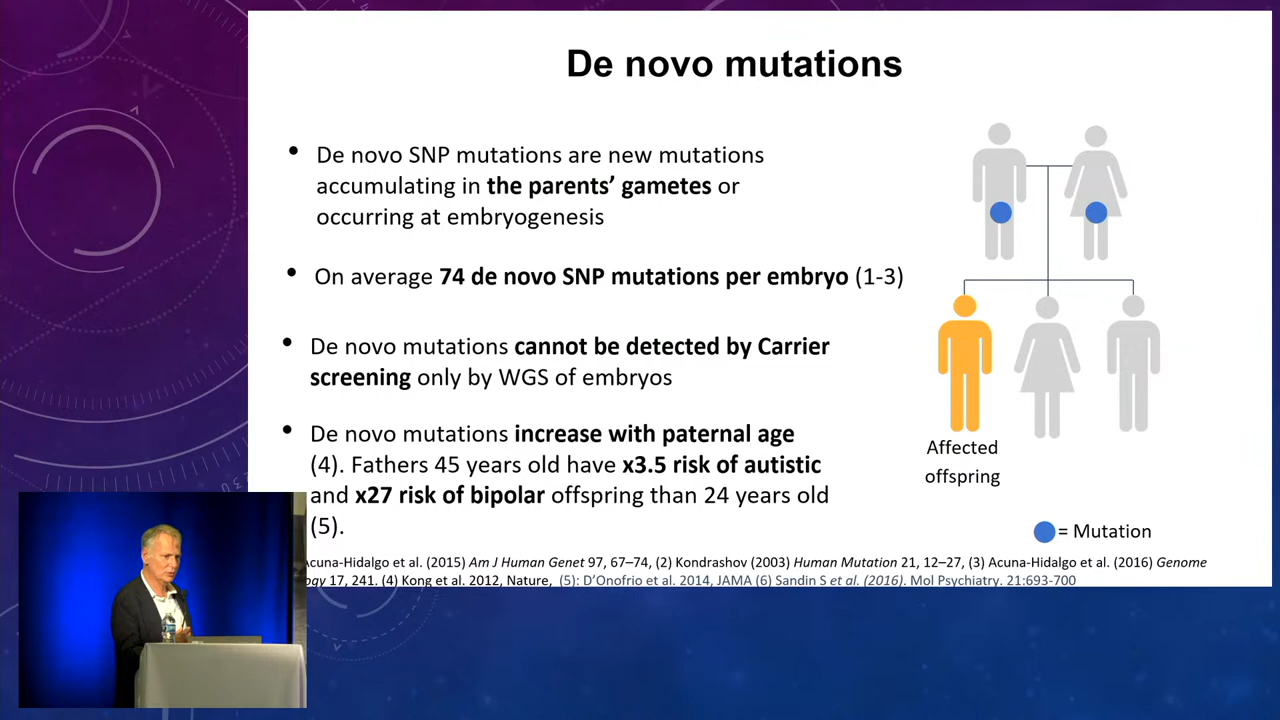 De novo mutations
• De novo SNP mutations are new mutations
accumulating in the parents’ gametes or
occurring at embryogenesis
• On average 74 de novo SNP mutations per embryo (1-3)
• De novo mutations cannot be detected by Carrier
screening only by WGS of embryos
• De novo mutations increase with paternal age
(4). Fathers 45 years old have x3.5 risk of autistic
and x27 risk of bipolar offspring than 24 years old
(5).
Affected
offspring
= Mutation
Acuna-Hidalgo et al. (2015) Am J Human Genet 97, 67–74, (2) Kondrashov (2003) Human Mutation 21, 12–27, (3) Acuna-Hidalgo et al. (2016) Genome
17, 241. (4) Kong et al. 2012, Nature, (5): D’Onofrio et al. 2014, JAMA (6) Sandin S et al. (2016). Mol Psychiatry. 21:693-700